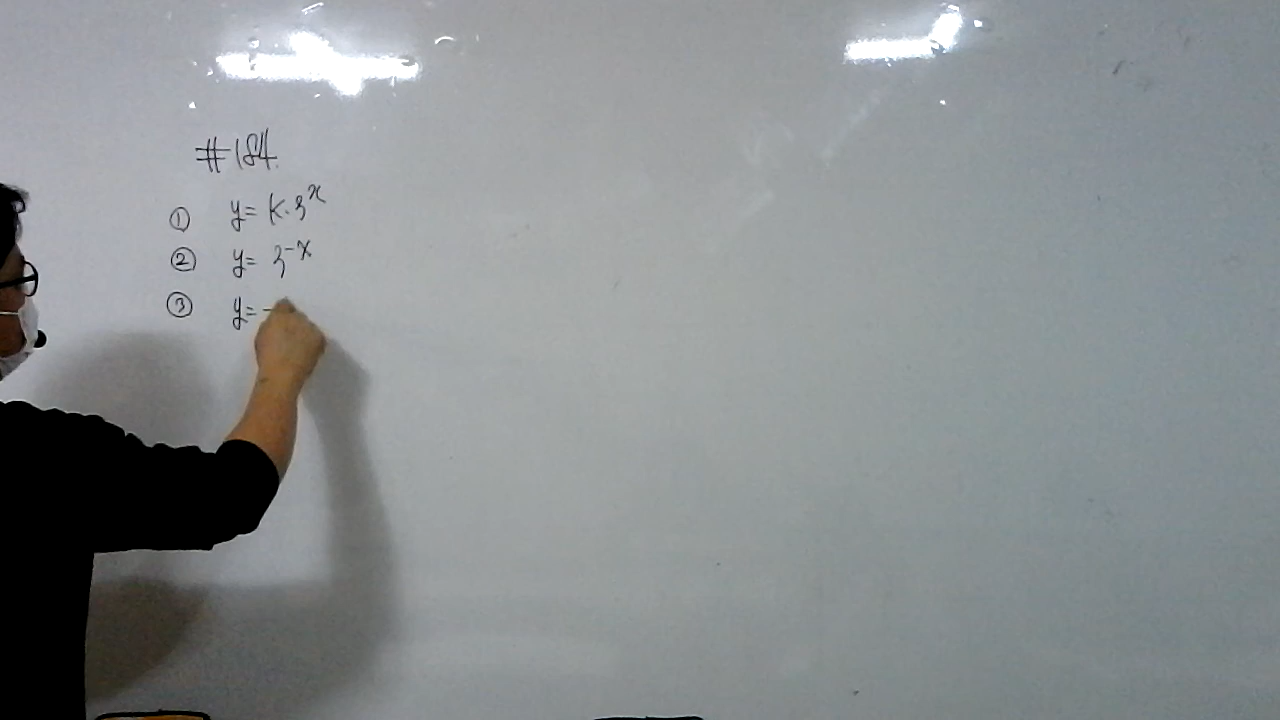 #184.
① y= k·3^x
② y= 3^-x
③ y= -